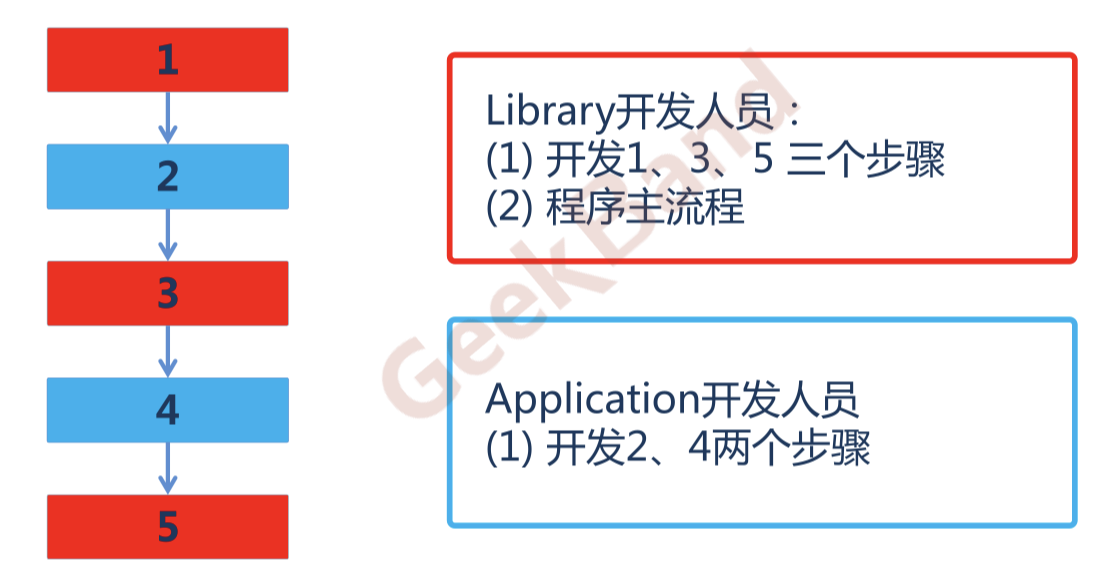 1
2
3
4
5
Library开发人员：
(1) 开发1、3、5 三个步骤
(2) 程序主流程
Application开发人员
(1) 开发2、4两个步骤
GeekBand